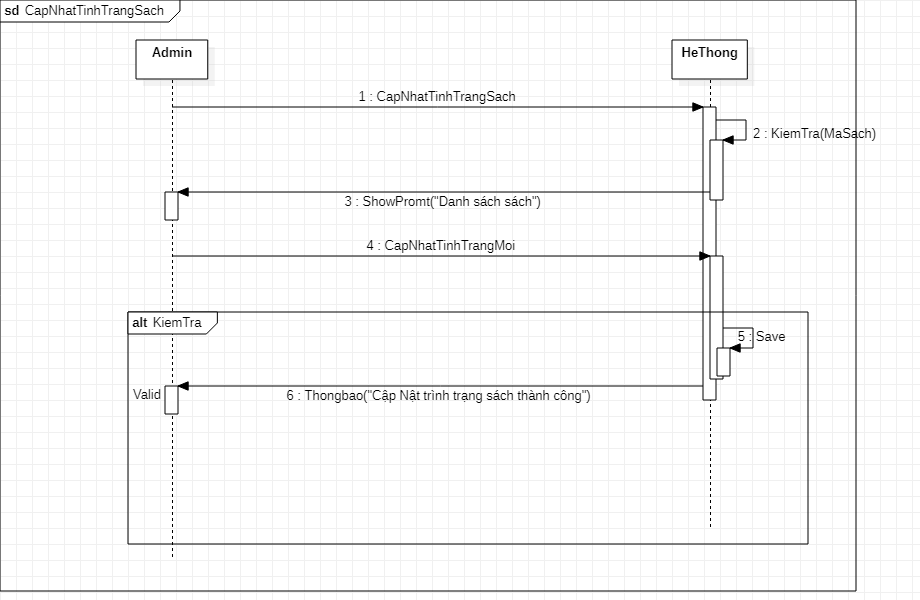 sd CapNhatTinhTrangSach
Admin
HeThong
1 : CapNhatTinhTrangSach
2 : KiemTra(MaSach)
3 : ShowPromt("Danh sách sách")
4 : CapNhatTinhTrangMoi
alt KiemTra
5 : Save
Valid
6 : Thongbao("Cập Nật trình trạng sách thành công")